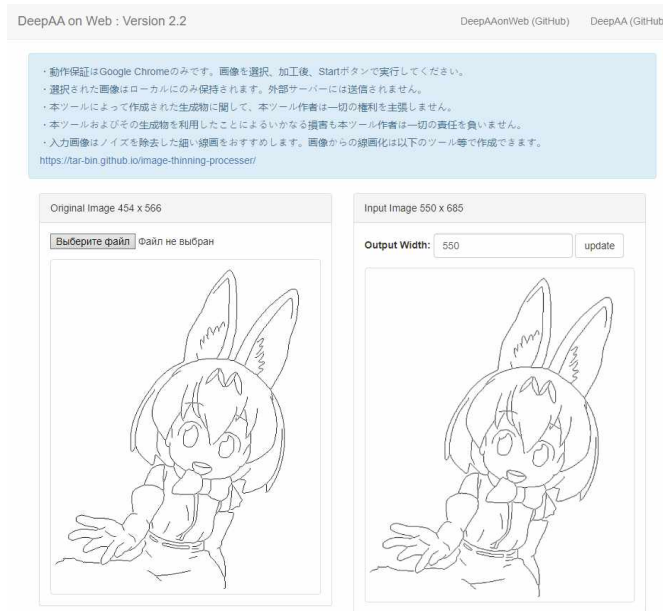 DeepAA on Web : Version 2.2
DeepAAonWeb (GitHub)
DeepAA (GitHub
・動作保証はGoogle Chromeのみです。画像を選択、加工後、Startボタンで実行してください。
・選択された画像はローカルにのみ保持されます。外部サーバーには送信されません。
・本ツールによって作成された生成物に関して、本ツール作者は一切の権利を主張しません。
・本ツールおよびその生成物を利用したことによるいかなる損害も本ツール作者は一切の責任を負いません。
・入力画像はノイズを除去した細い線画をおすすめします。画像からの線画化は以下のツール等で作成できます。
https://tar-bin.github.io/image-thinning-processer/
Original Image 454 x 566
Выберите файл Файл не выбран
Input Image 550 x 685
Output Width: 550 update